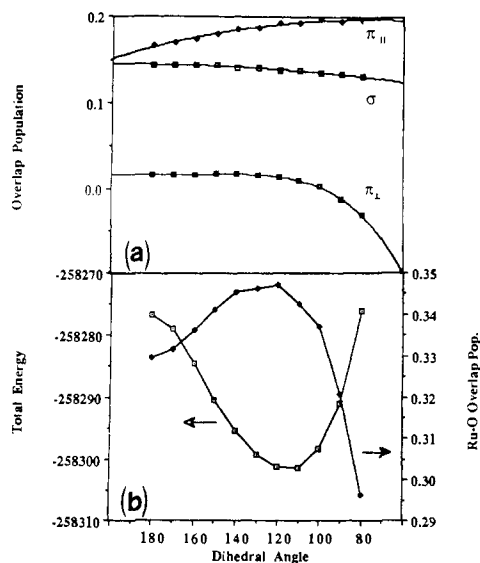 0.2
π||
σ
0.1
Overlap Population
π⊥
0.0
(a)
-258270
0.35
-258280
0.34
0.33
-258290
0.32
Total Energy
Ru-O Overlap Pop.
0.31
-258300
0.30
(b)
-258310
0.29
180 160 140 120 100 80
Dihedral Angle